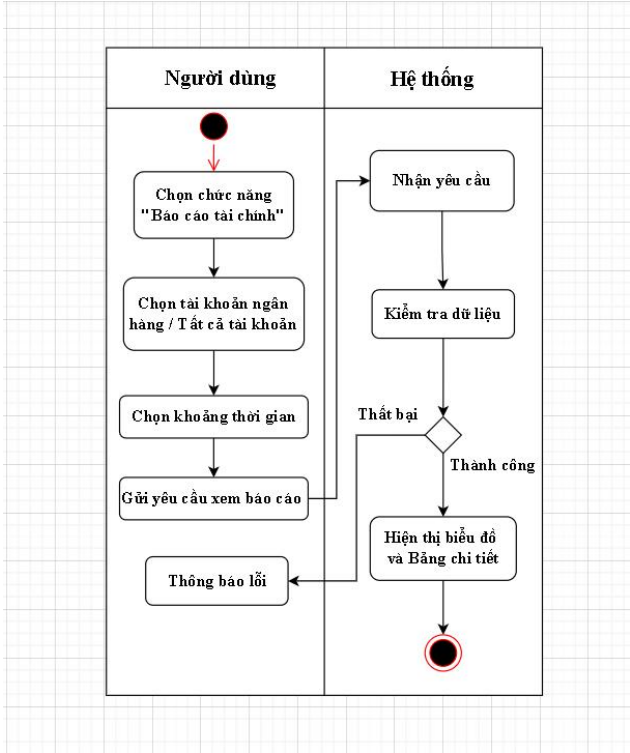 Người dùng
Hệ thống
Chọn chức năng
"Báo cáo tài chính"
Chọn tài khoản ngân
hàng / Tất cả tài khoản
Chọn khoảng thời gian
Gửi yêu cầu xem báo cáo
Nhận yêu cầu
Kiểm tra dữ liệu
Thất bại
Thành công
Hiện thị biểu đồ
và Bảng chi tiết
Thông báo lỗi